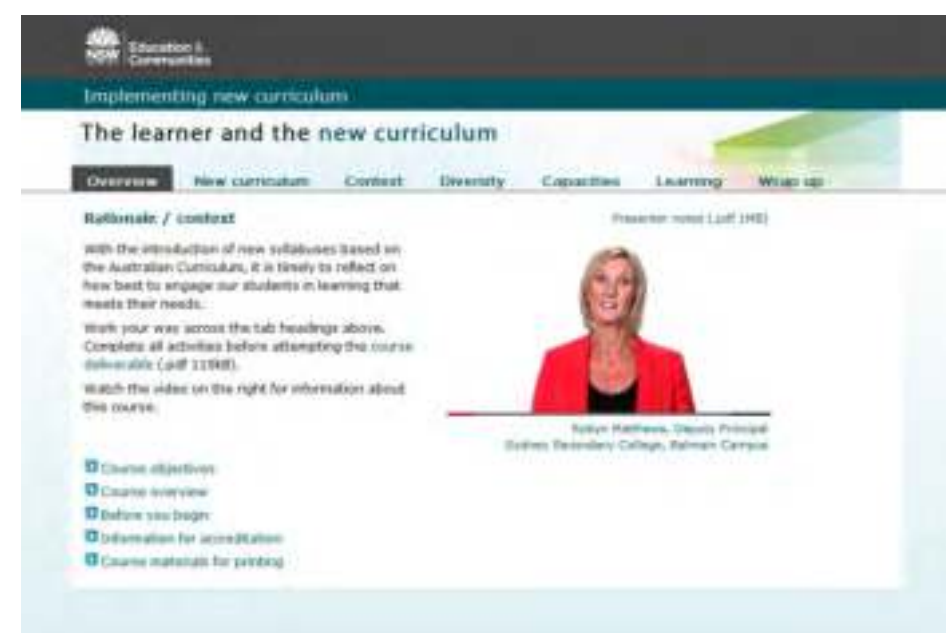 NSW
Education &
Communities
Implementing new curriculum
The learner and the new curriculum
Overview New curriculum Context Diversity Capacities Learning Wrap up
Rationale / context
Presenter notes (.pdf 1MB)
With the introduction of new syllabuses based on
the Australian Curriculum, it is timely to reflect on
how best to engage our students in learning that
meets their needs.
Work your way across the tab headings above.
Complete all activities before attempting the course
deliverable (.pdf 115KB).
Watch the video on the right for information about
this course.
Robyn Matthews, Deputy Principal
Sydney Secondary College, Balmain Campus
Course objectives
Course overview
Before you begin
Information for accreditation
Course materials for printing